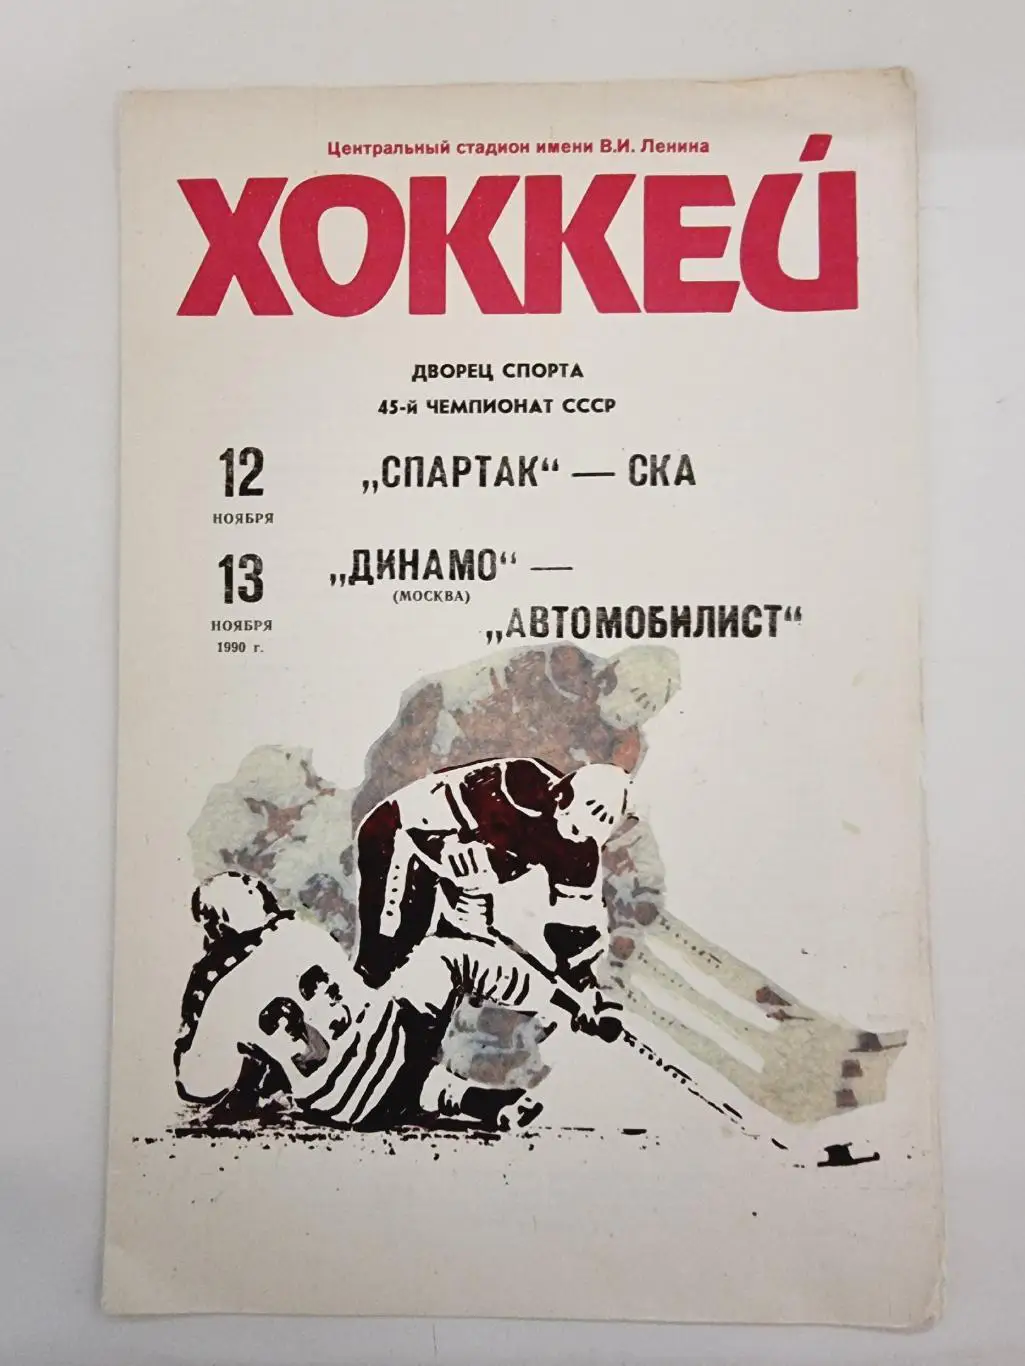 Центральный стадион имени В.И. Ленина
ХОККЕЙ
ДВОРЕЦ СПОРТА
45-й ЧЕМПИОНАТ СССР
12 „СПАРТАК“ — СКА
НОЯБРЯ
13 „ДИНАМО“ —
(МОСКВА)
НОЯБРЯ „АВТОМОБИЛИСТ“
1990 г.